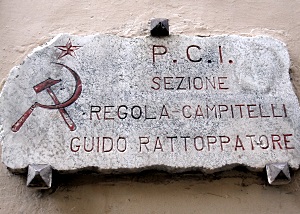 P.C.I.
SEZIONE
REGOLA-CAMPITELLI
GUIDO RATTOPPATORE